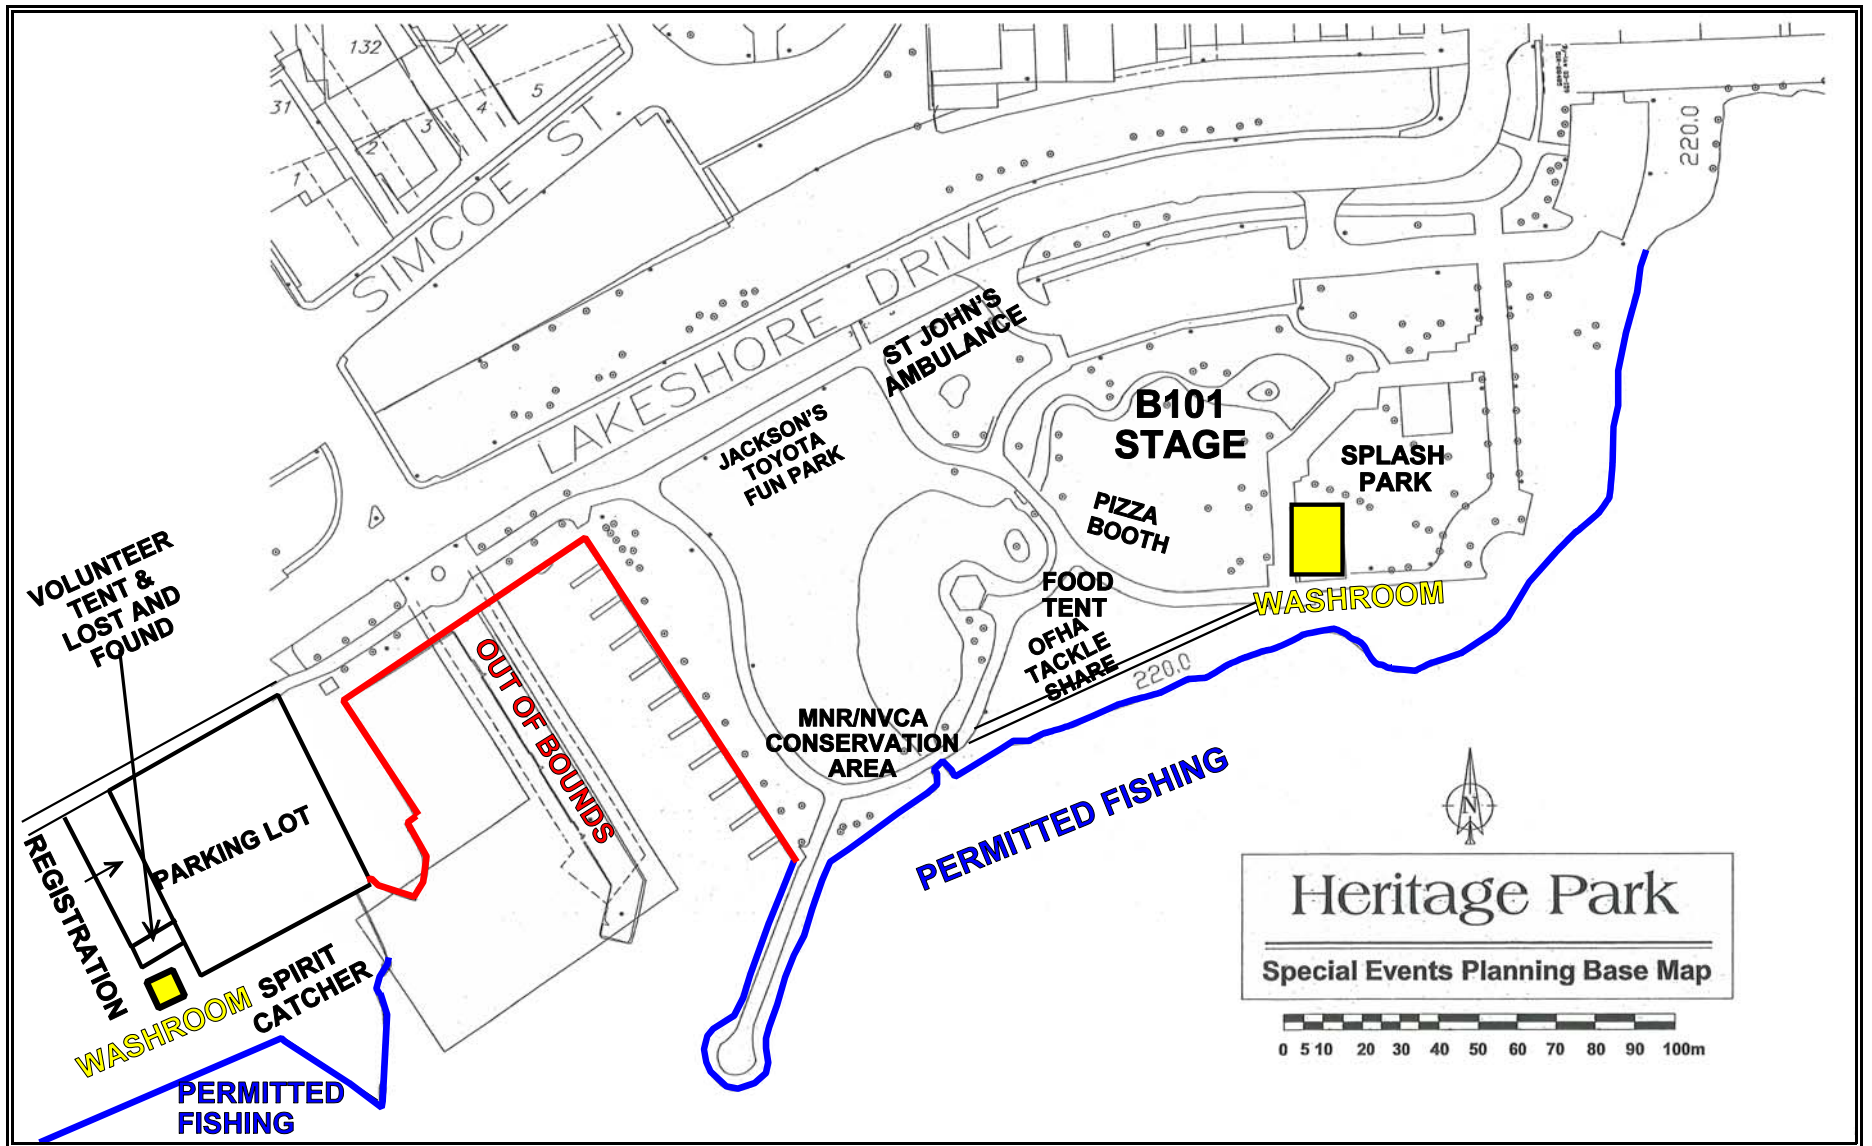 132
31
5
4
3
2
1
SIMCOE ST.
220.0
LAKESHORE DRIVE
ST JOHN'S
AMBULANCE
JACKSON'S
TOYOTA
FUN PARK
B101
STAGE
SPLASH
PARK
PIZZA
BOOTH
VOLUNTEER
TENT &
LOST AND
FOUND
FOOD
TENT
OFHA
TACKLE
SHARE
WASHROOM
220.0
OUT OF BOUNDS
MNR/NVCA
CONSERVATION
AREA
PERMITTED FISHING
PARKING LOT
REGISTRATION
SPIRIT
CATCHER
WASHROOM
PERMITTED
FISHING
N
Heritage Park
Special Events Planning Base Map
0 5 10 20 30 40 50 60 70 80 90 100m